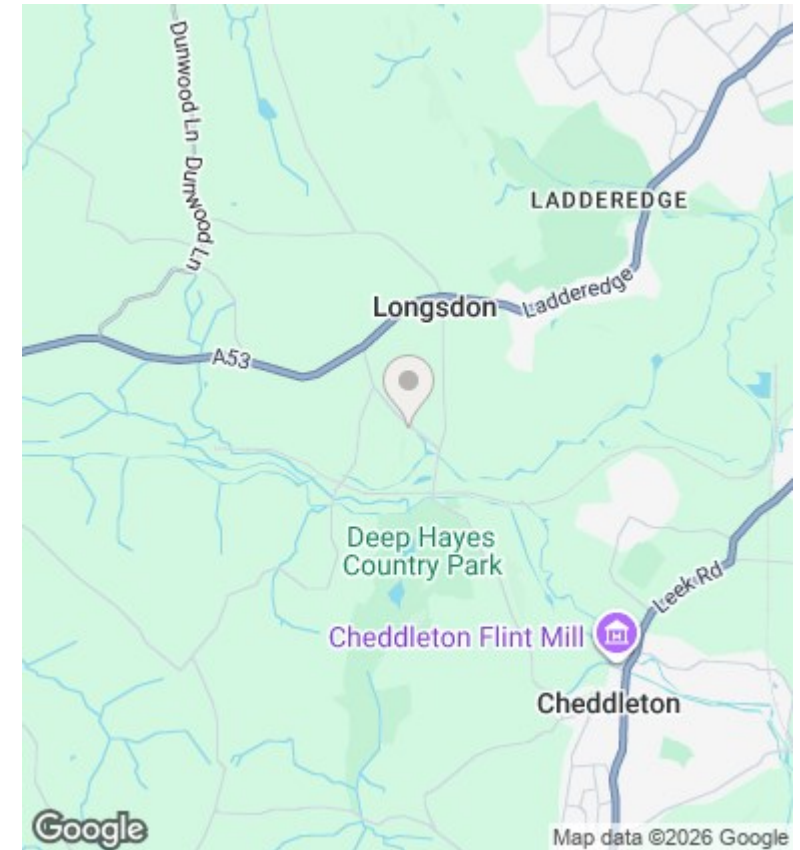 Dunwood Ln
Dunwood Ln
LADDEREDGE
Longsdon
Ladderedge
A53
Deep Hayes
Country Park
Leek Rd
Cheddleton Flint Mill
Cheddleton
Google
Map data ©2026 Google